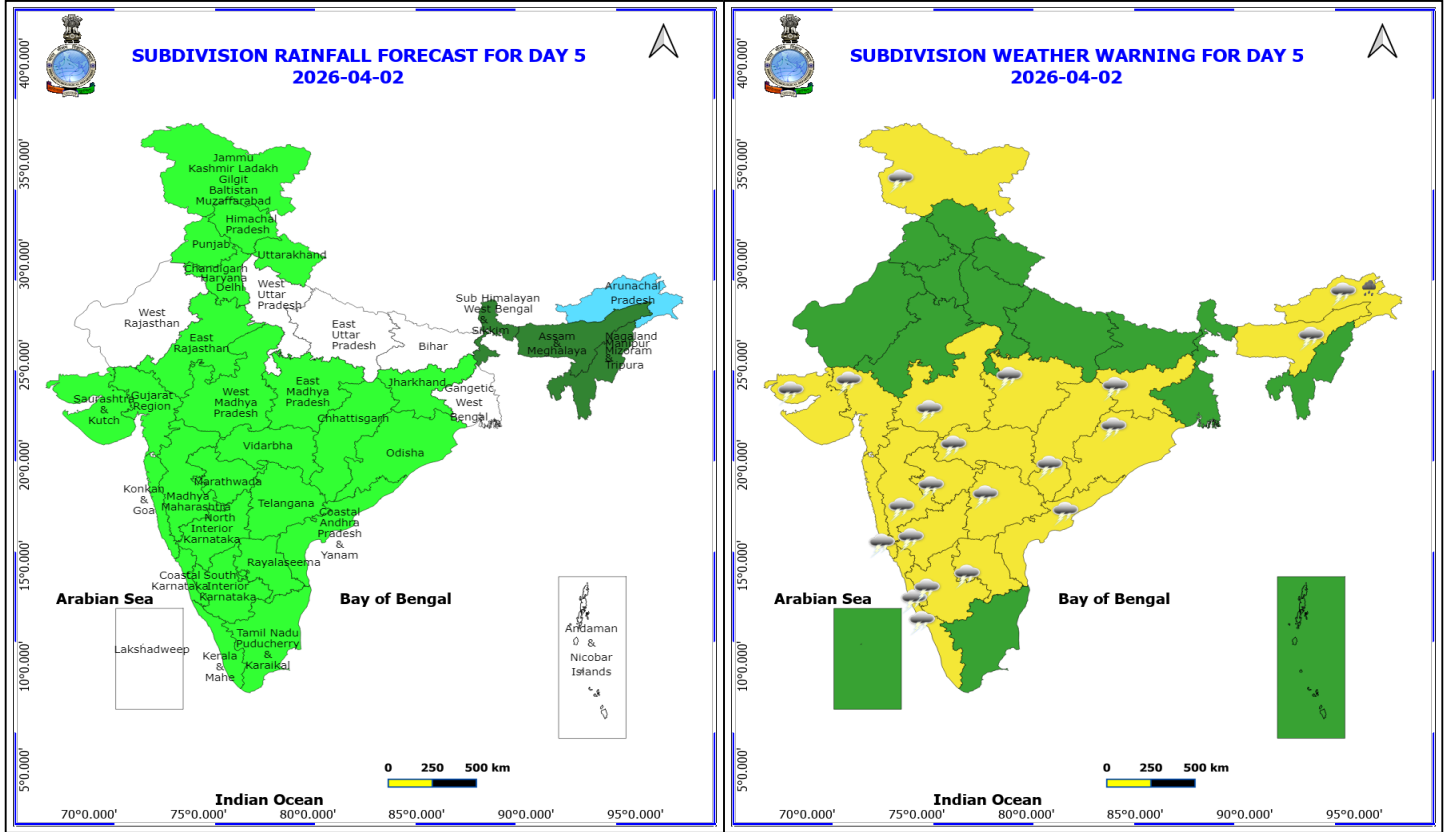 SUBDIVISION RAINFALL FORECAST FOR DAY 5
2026-04-02
40°0.000'
35°0.000'
30°0.000'
25°0.000'
20°0.000'
15°0.000'
10°0.000'
5°0.000'
Jammu
Kashmir Ladakh
Gilgit
Baltistan
Muzaffarabad
Himachal
Pradesh
Punjab
Uttarakhand
Chandigarh
Haryana
Delhi
West
Uttar
Pradesh
West
Rajasthan
East
Rajasthan
East
Uttar
Pradesh
Bihar
Sub Himalayan
West Bengal
&
Sikkim
Arunachal
Pradesh
Assam
&
Meghalaya
Nagaland
Manipur
Mizoram
&
Tripura
Saurashtra
&
Kutch
Gujarat
Region
West
Madhya
Pradesh
East
Madhya
Pradesh
Jharkhand
Gangetic
West
Bengal
Chhattisgarh
Vidarbha
Odisha
Konkan
&
Goa
Marathwada
Madhya
Maharashtra
North
Interior
Karnataka
Telangana
Coastal
Andhra
Pradesh
&
Yanam
Rayalaseema
Coastal
Karnataka
South
Interior
Karnataka
Arabian Sea
Bay of Bengal
Lakshadweep
Kerala
&
Mahe
Tamil Nadu
Puducherry
&
Karaikal
Andaman
&
Nicobar
Islands
0 250 500 km
Indian Ocean
70°0.000' 75°0.000' 80°0.000' 85°0.000' 90°0.000' 95°0.000'
SUBDIVISION WEATHER WARNING FOR DAY 5
2026-04-02
40°0.000'
35°0.000'
30°0.000'
25°0.000'
20°0.000'
15°0.000'
10°0.000'
5°0.000'
Arabian Sea
Bay of Bengal
0 250 500 km
Indian Ocean
70°0.000' 75°0.000' 80°0.000' 85°0.000' 90°0.000' 95°0.000'